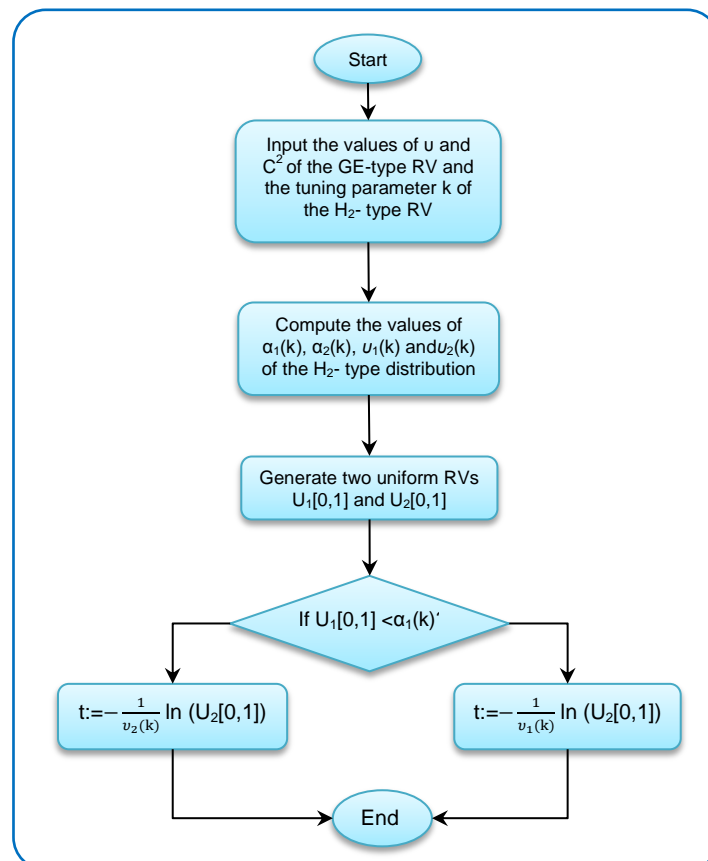 Start
Input the values of υ and
C² of the GE-type RV and
the tuning parameter k of
the H₂- type RV
Compute the values of
α₁(k), α₂(k), υ₁(k) andυ₂(k)
of the H₂- type distribution
Generate two uniform RVs
U₁[0,1] and U₂[0,1]
If U₁[0,1] <α₁(k)‘
t:=−1/υ₂(k) ln (U₂[0,1])
t:=−1/υ₁(k) ln (U₂[0,1])
End